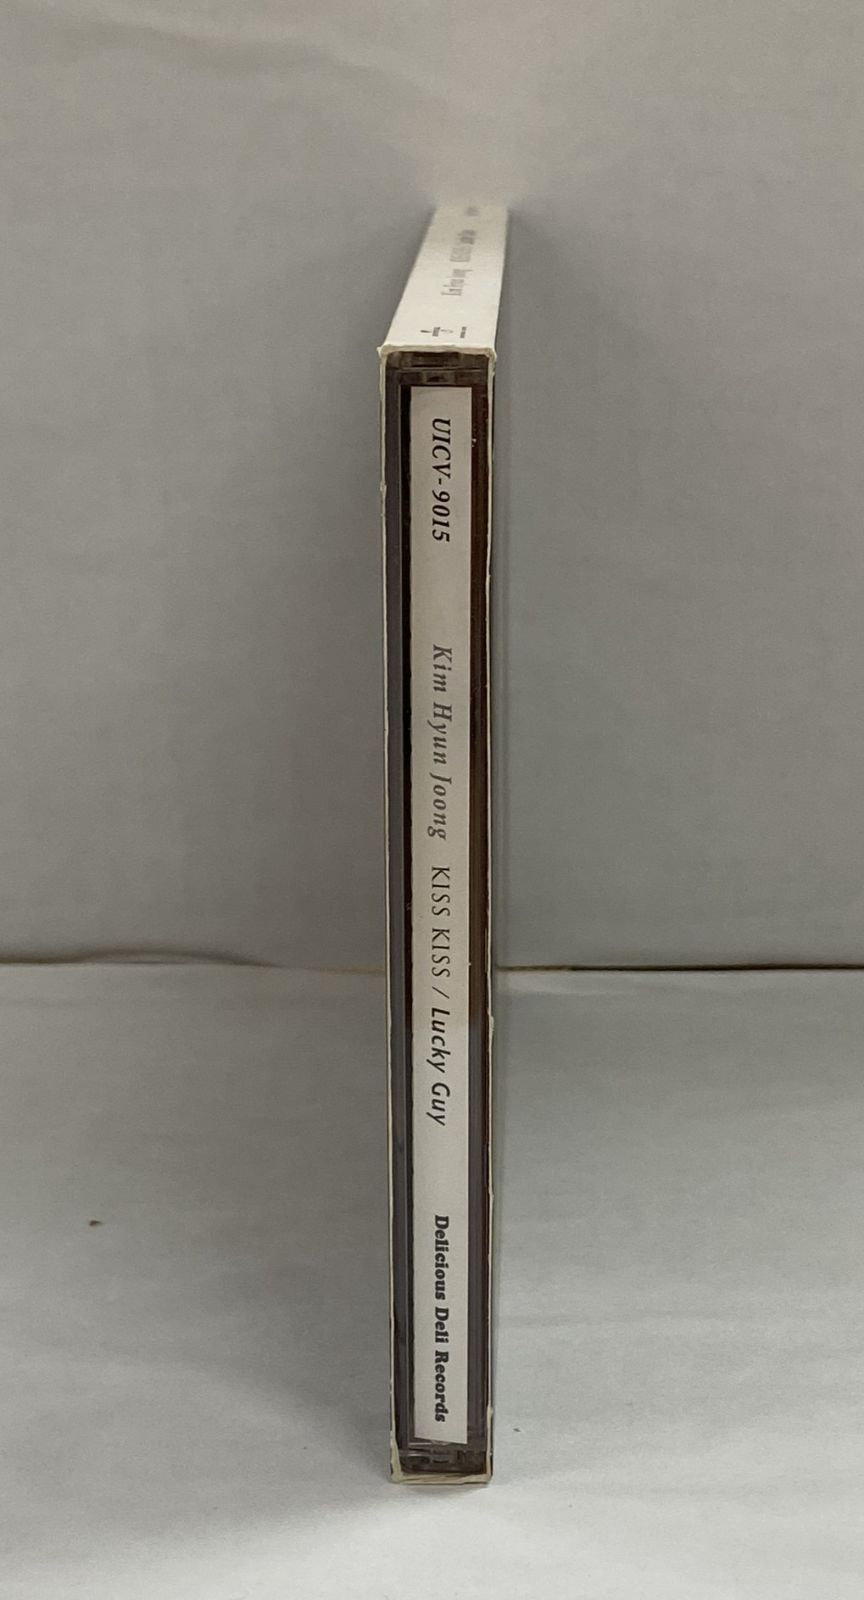 UICV-9015
Kim Hyun Joong KISS KISS / Lucky Guy
Delicious Deli Records